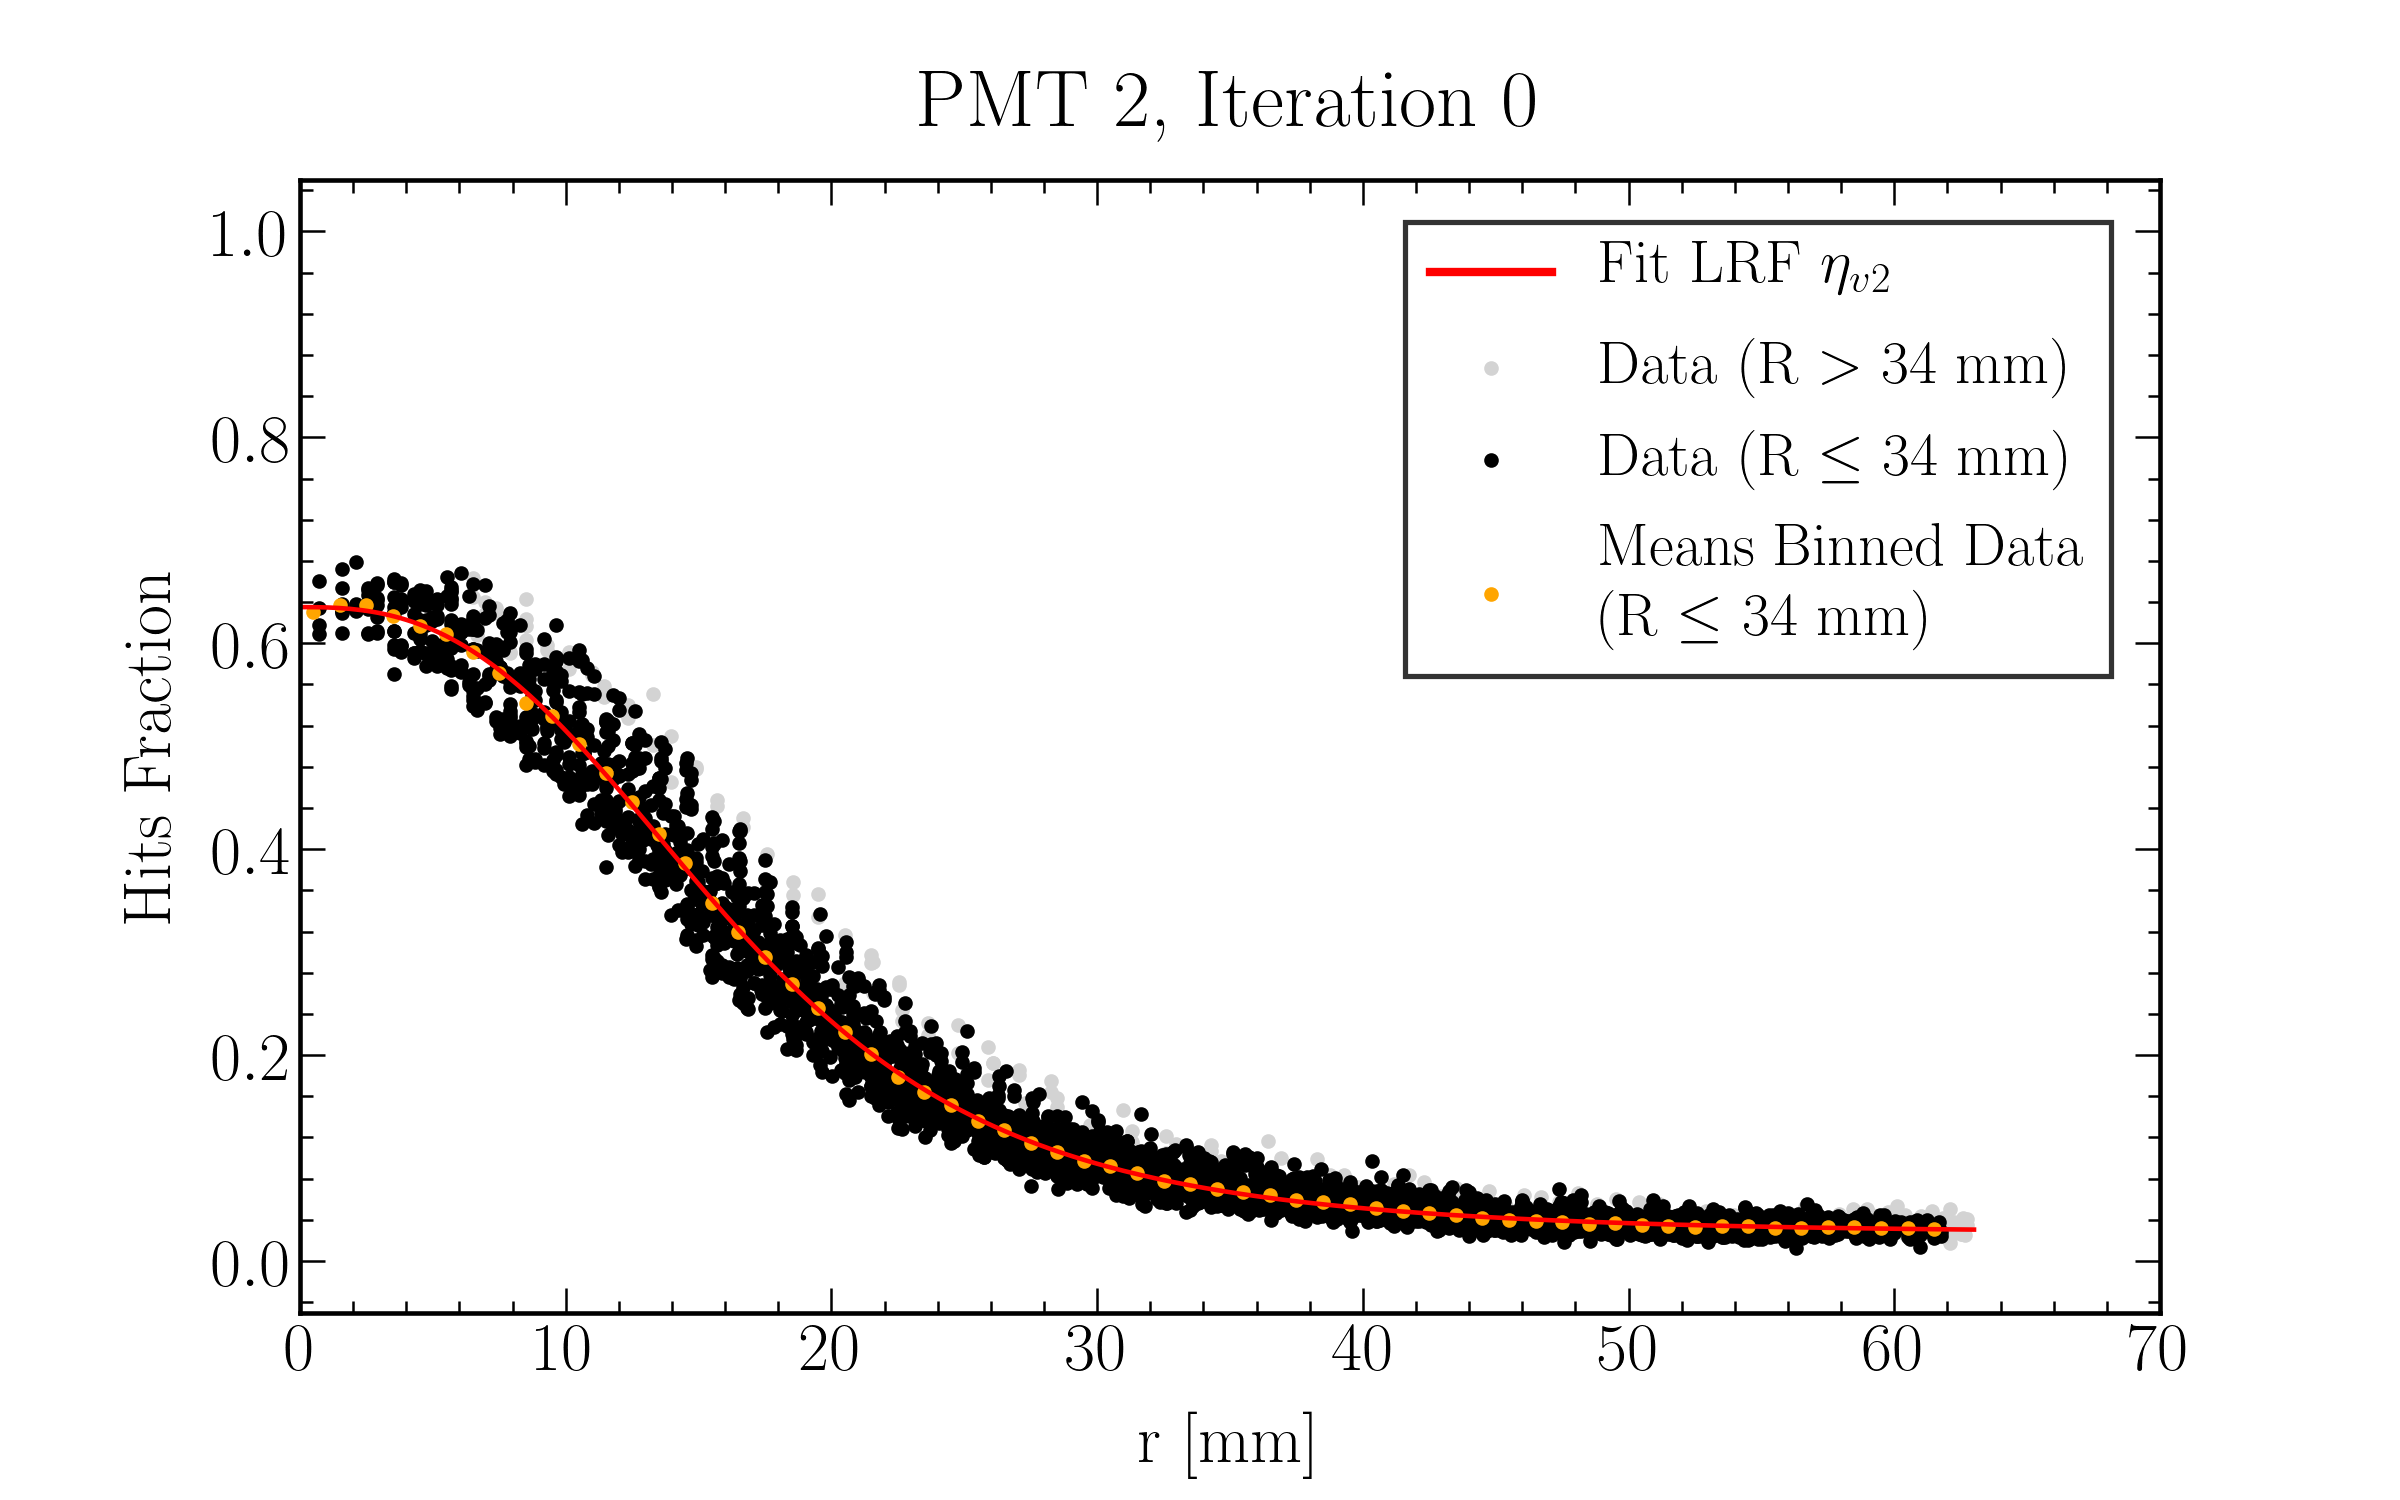 PMT 2, Iteration 0
Fit LRF ηv2
Data (R > 34 mm)
Data (R ≤ 34 mm)
Means Binned Data
(R ≤ 34 mm)
Hits Fraction
1.0
0.8
0.6
0.4
0.2
0.0
0 10 20 30 40 50 60 70
r [mm]